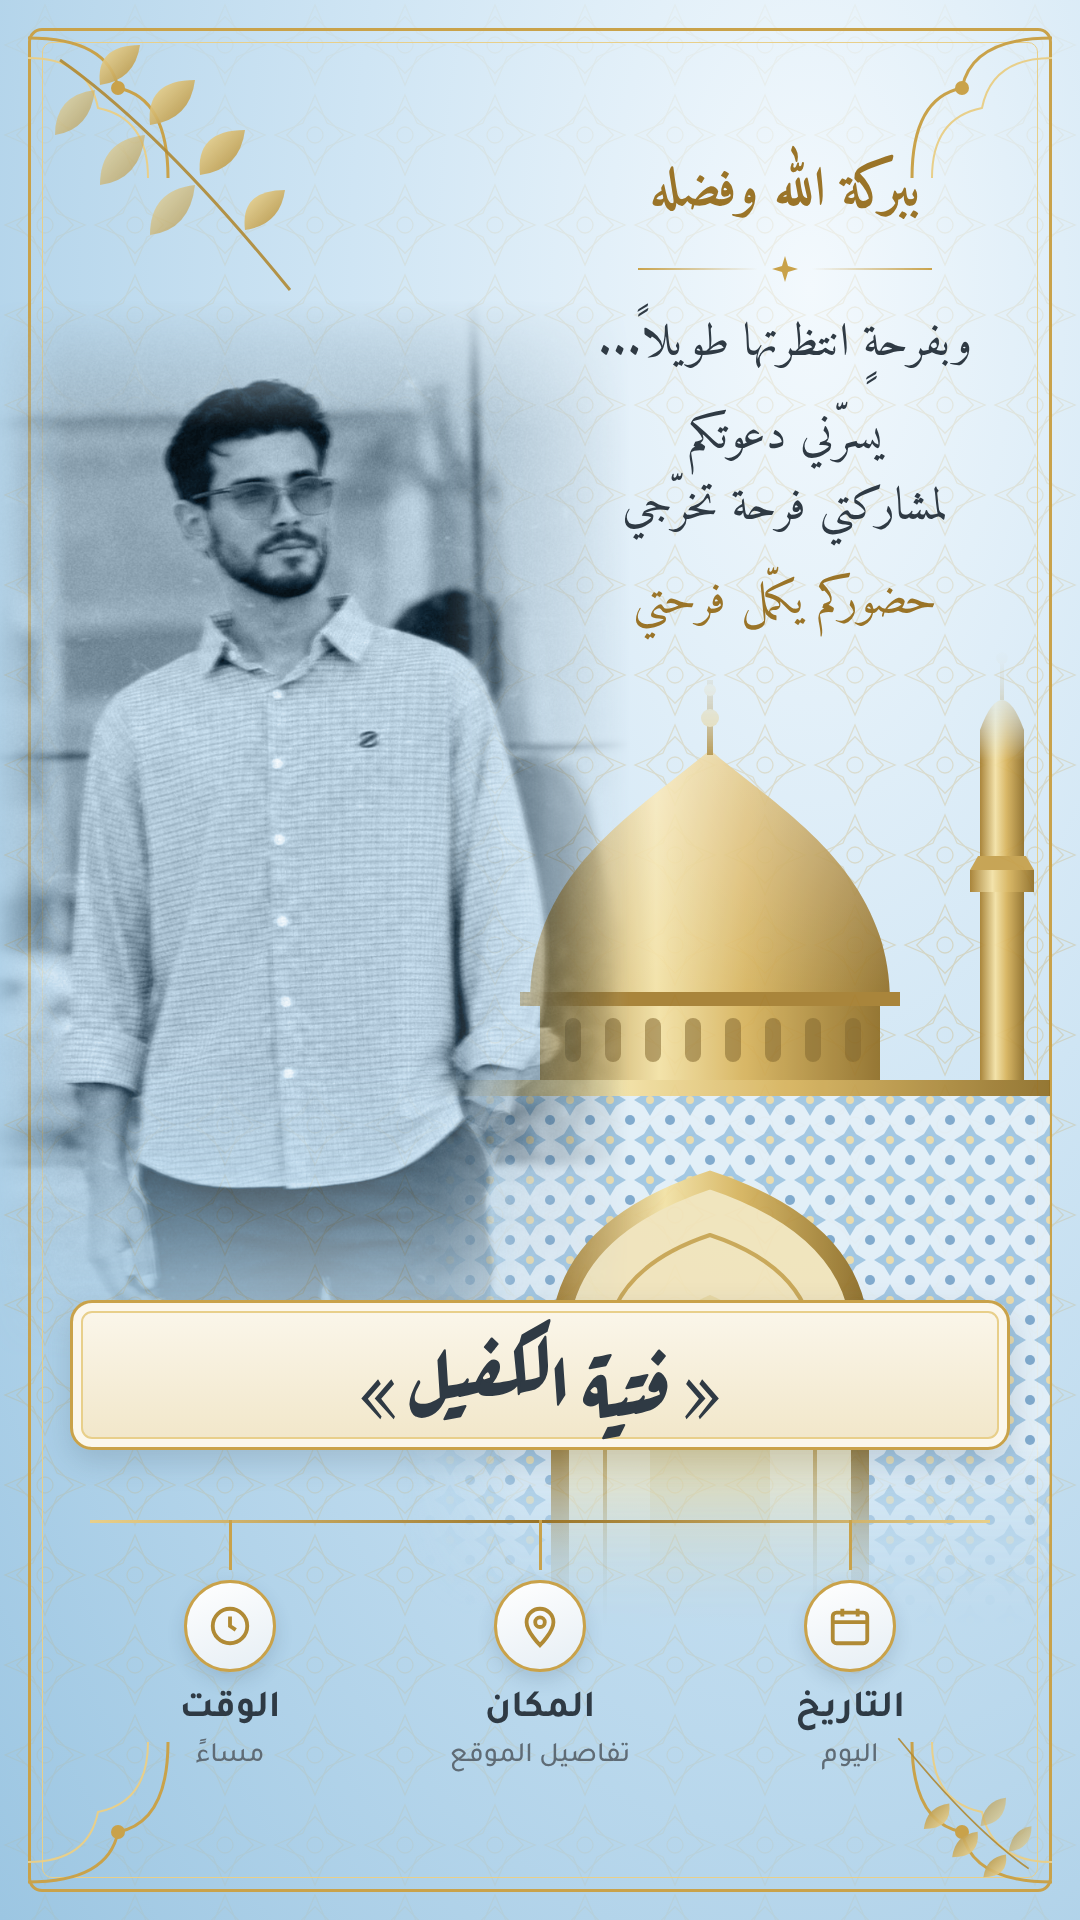 ببركة الله وفضله
وبفرحةٍ انتظرتها طويلاً...
يسرّني دعوتكم
لمشاركتي فرحة تخرّجي
حضوركم يكمّل فرحتي
« فتية الكفيل »
التاريخ
اليوم
المكان
تفاصيل الموقع
الوقت
مساءً